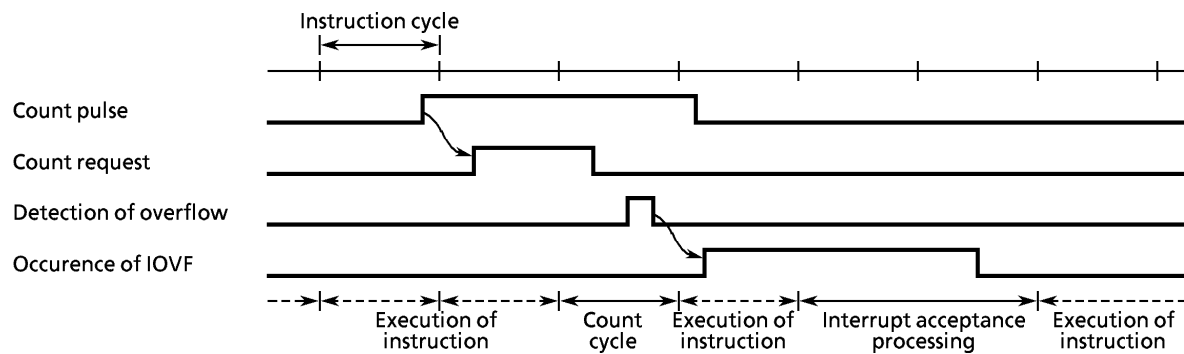 Instruction cycle
Count pulse
Count request
Detection of overflow
Occurence of IOVF
Execution of
instruction
Count
cycle
Execution of
instruction
Interrupt acceptance
processing
Execution of
instruction